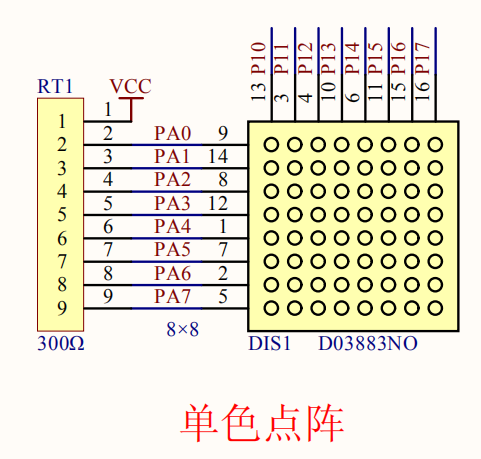 P10 P11 P12 P13 P14 P15 P16 P17
13 3 4 10 6 11 15 16
RT1 VCC
1 1
2 2 PA0 9
3 3 PA1 14
4 4 PA2 8
5 5 PA3 12
6 6 PA4 1
7 7 PA5 7
8 8 PA6 2
9 9 PA7 5
8×8
300Ω DIS1 D03883NO
单色点阵